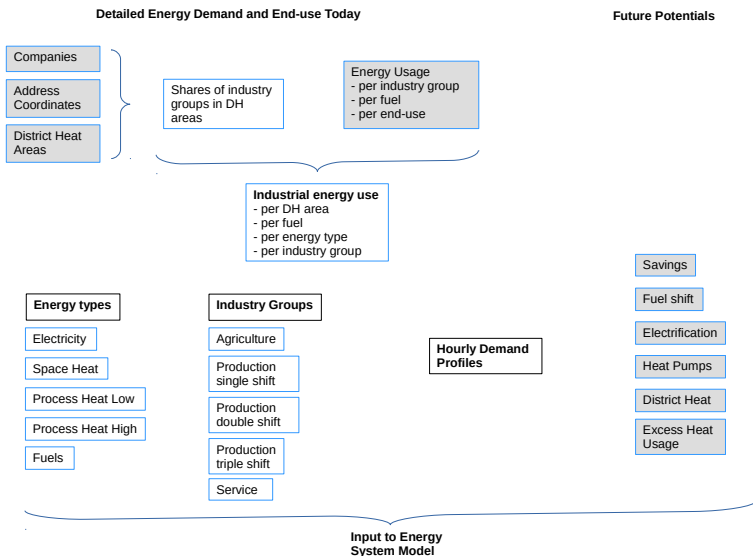 Detailed Energy Demand and End-use Today
Future Potentials
Companies
Address
Coordinates
District Heat
Areas
Shares of industry
groups in DH
areas
Energy Usage
- per industry group
- per fuel
- per end-use
Industrial energy use
- per DH area
- per fuel
- per energy type
- per industry group
Energy types
Electricity
Space Heat
Process Heat Low
Process Heat High
Fuels
Industry Groups
Agriculture
Production
single shift
Production
double shift
Production
triple shift
Service
Hourly Demand
Profiles
Savings
Fuel shift
Electrification
Heat Pumps
District Heat
Excess Heat
Usage
Input to Energy
System Model